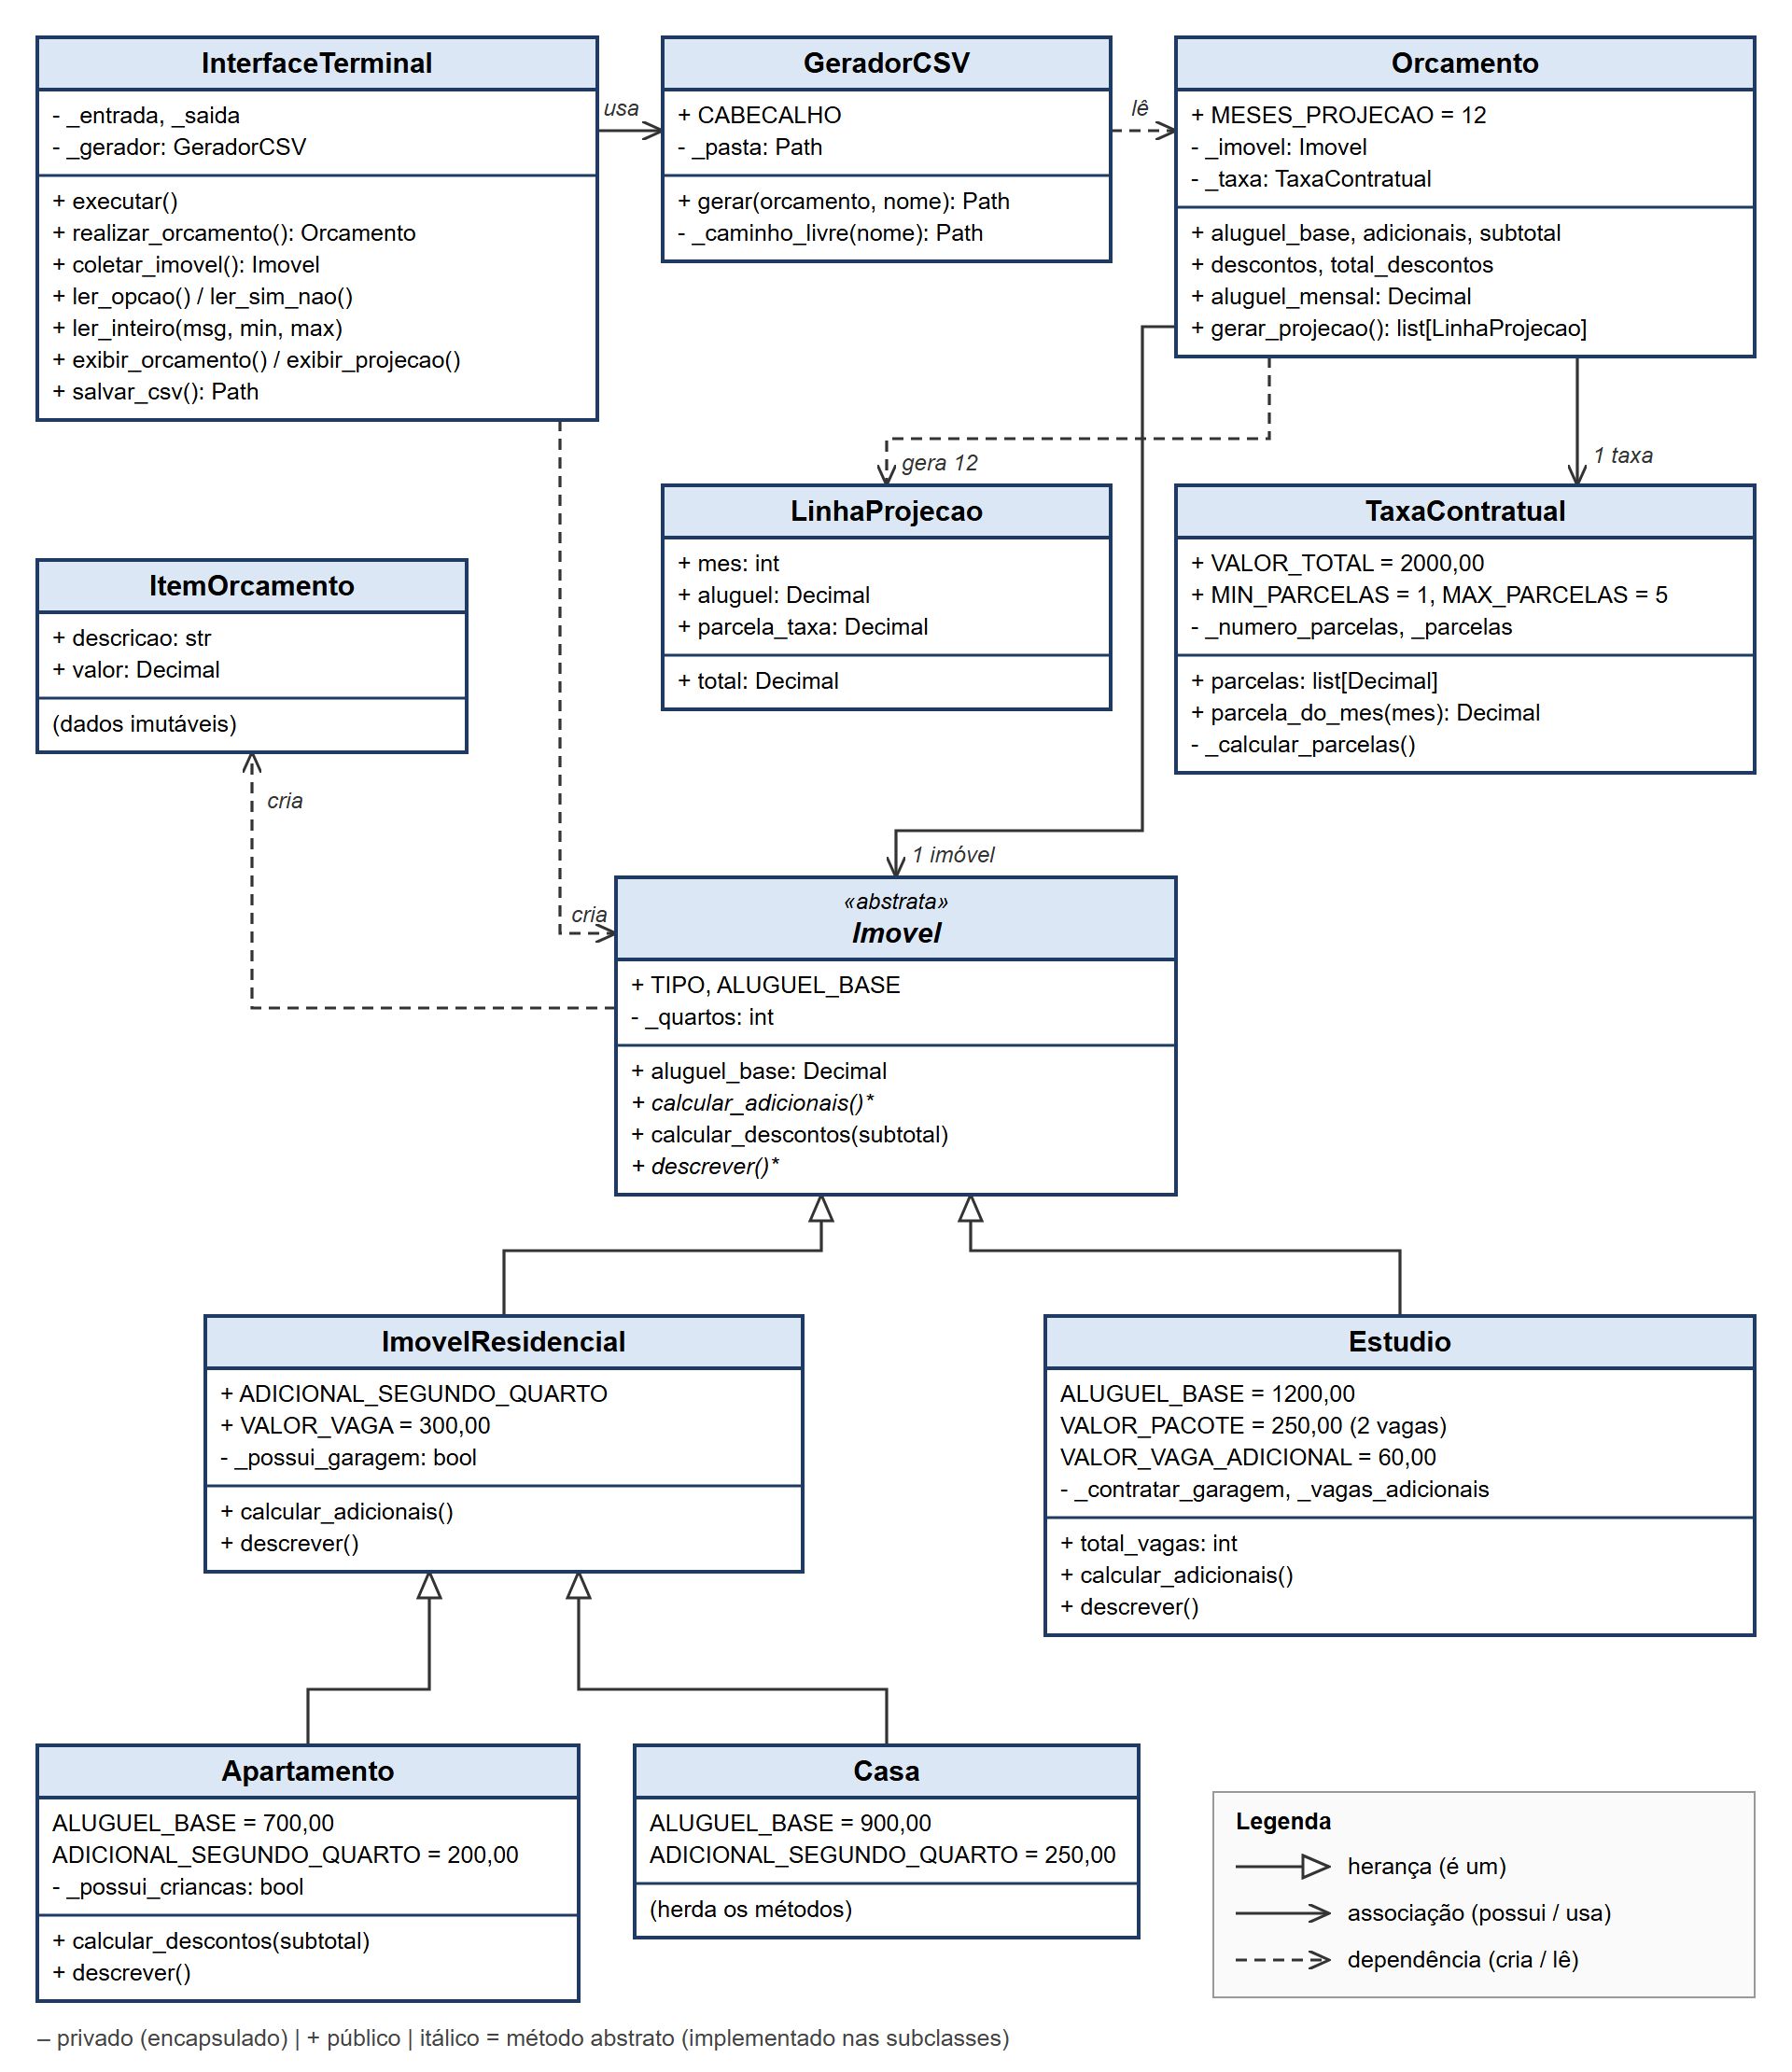 InterfaceTerminal
- _entrada, _saida
- _gerador: GeradorCSV
+ executar()
+ realizar_orcamento(): Orcamento
+ coletar_imovel(): Imovel
+ ler_opcao() / ler_sim_nao()
+ ler_inteiro(msg, min, max)
+ exibir_orcamento() / exibir_projecao()
+ salvar_csv(): Path
usa
GeradorCSV
+ CABECALHO
- _pasta: Path
+ gerar(orcamento, nome): Path
- _caminho_livre(nome): Path
lê
Orcamento
+ MESES_PROJECAO = 12
- _imovel: Imovel
- _taxa: TaxaContratual
+ aluguel_base, adicionais, subtotal
+ descontos, total_descontos
+ aluguel_mensal: Decimal
+ gerar_projecao(): list[LinhaProjecao]
gera 12
1 taxa
LinhaProjecao
+ mes: int
+ aluguel: Decimal
+ parcela_taxa: Decimal
+ total: Decimal
TaxaContratual
+ VALOR_TOTAL = 2000,00
+ MIN_PARCELAS = 1, MAX_PARCELAS = 5
- _numero_parcelas, _parcelas
+ parcelas: list[Decimal]
+ parcela_do_mes(mes): Decimal
- _calcular_parcelas()
ItemOrcamento
+ descricao: str
+ valor: Decimal
(dados imutáveis)
cria
1 imóvel
cria
«abstrata»
Imovel
+ TIPO, ALUGUEL_BASE
- _quartos: int
+ aluguel_base: Decimal
+ calcular_adicionais()*
+ calcular_descontos(subtotal)
+ descrever()*
ImovelResidencial
+ ADICIONAL_SEGUNDO_QUARTO
+ VALOR_VAGA = 300,00
- _possui_garagem: bool
+ calcular_adicionais()
+ descrever()
Estudio
ALUGUEL_BASE = 1200,00
VALOR_PACOTE = 250,00 (2 vagas)
VALOR_VAGA_ADICIONAL = 60,00
- _contratar_garagem, _vagas_adicionais
+ total_vagas: int
+ calcular_adicionais()
+ descrever()
Apartamento
ALUGUEL_BASE = 700,00
ADICIONAL_SEGUNDO_QUARTO = 200,00
- _possui_criancas: bool
+ calcular_descontos(subtotal)
+ descrever()
Casa
ALUGUEL_BASE = 900,00
ADICIONAL_SEGUNDO_QUARTO = 250,00
(herda os métodos)
Legenda
herança (é um)
associação (possui / usa)
dependência (cria / lê)
– privado (encapsulado) | + público | itálico = método abstrato (implementado nas subclasses)